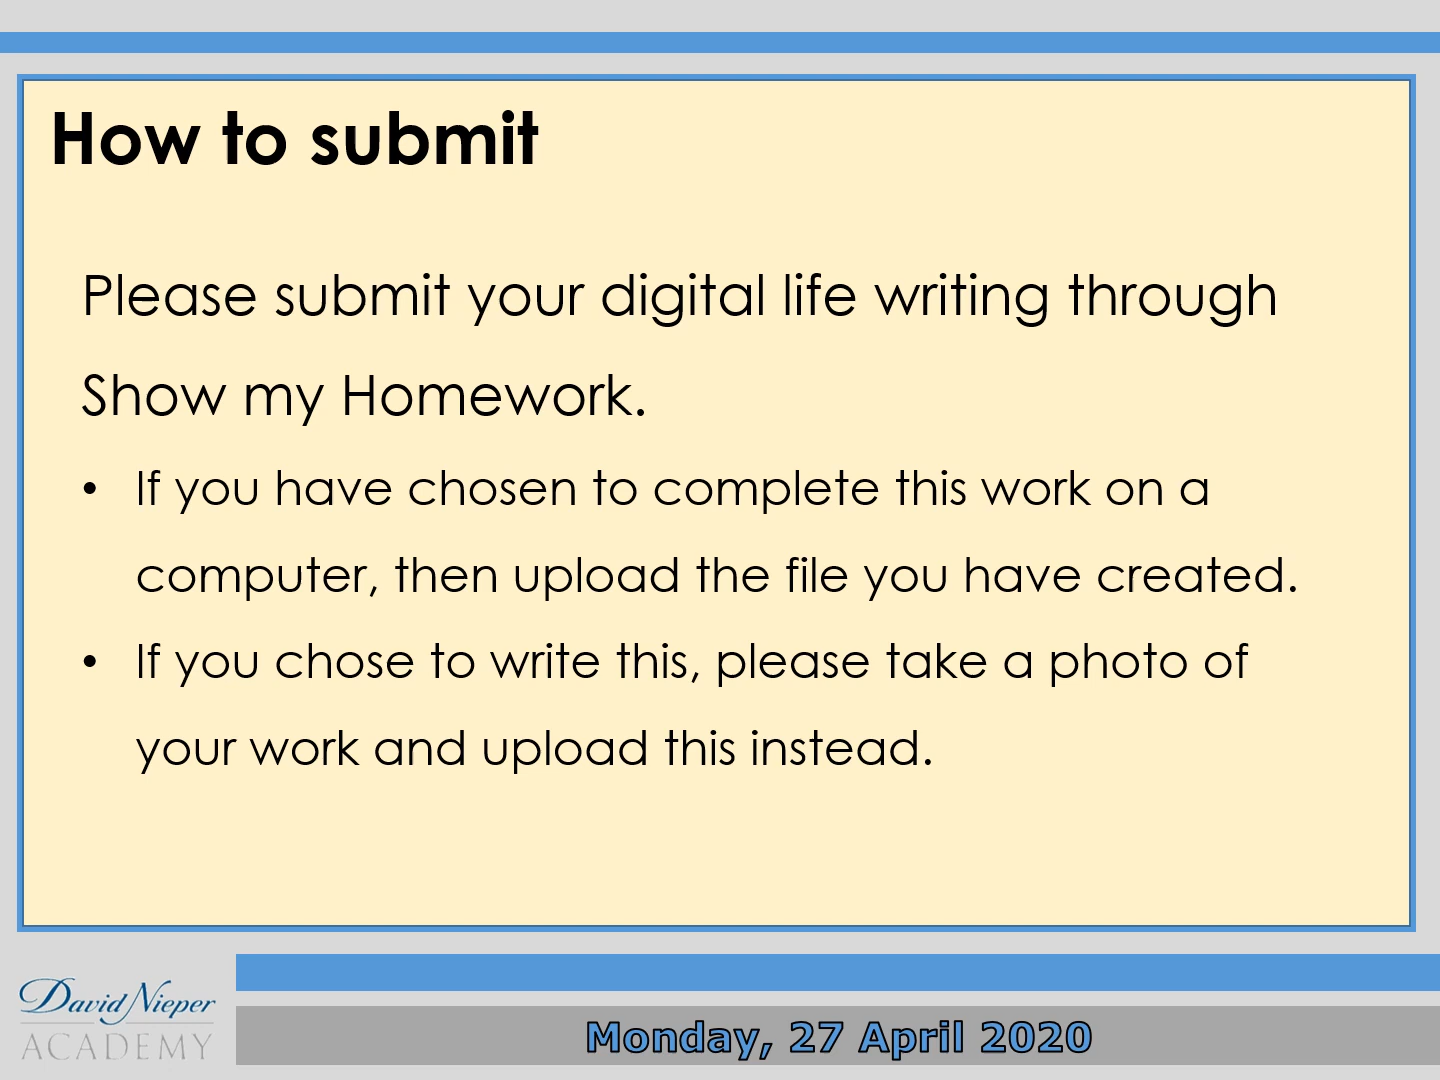 How to submit
Please submit your digital life writing through
Show my Homework.
• If you have chosen to complete this work on a
computer, then upload the file you have created.
• If you chose to write this, please take a photo of
your work and upload this instead.
David Nieper
ACADEMY
Monday, 27 April 2020